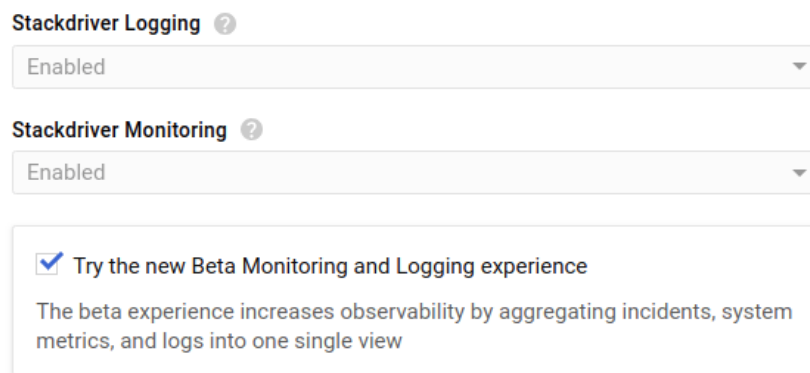 Stackdriver Logging
Enabled
Stackdriver Monitoring
Enabled
Try the new Beta Monitoring and Logging experience
The beta experience increases observability by aggregating incidents, system
metrics, and logs into one single view